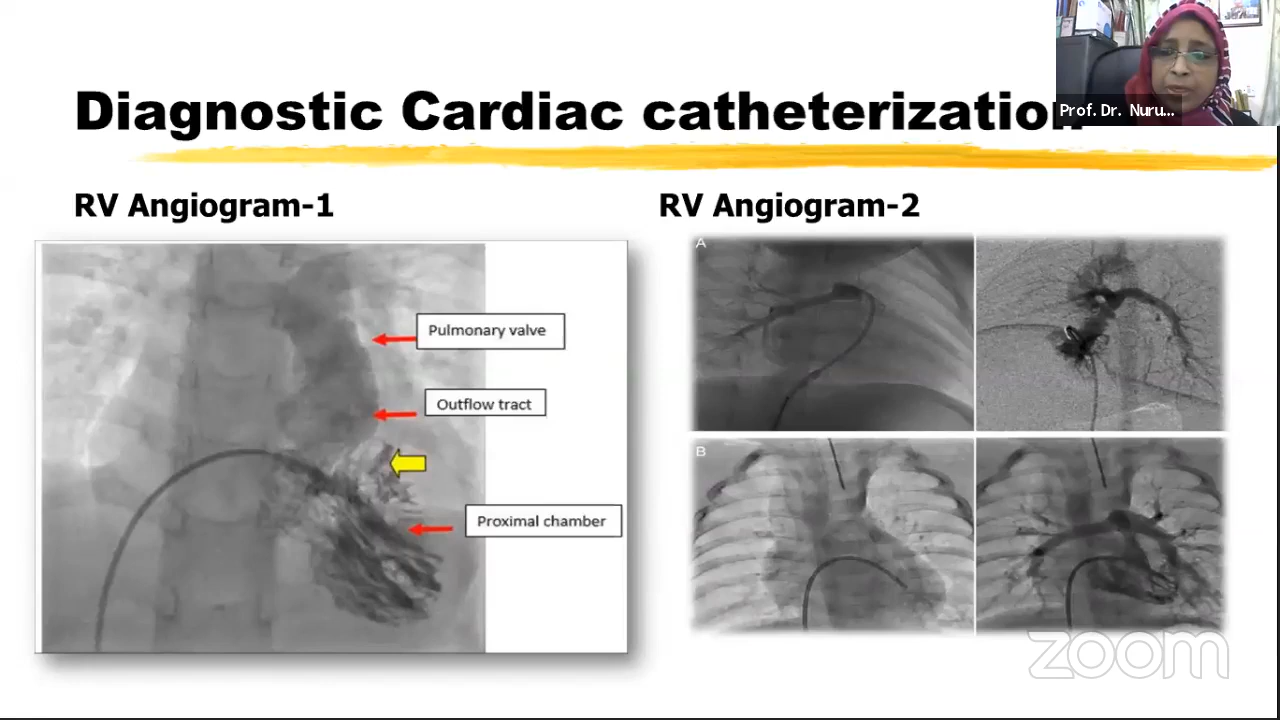 Diagnostic Cardiac catheterization
Prof. Dr. Nuru...
RV Angiogram-1
RV Angiogram-2
A
Pulmonary valve
Outflow tract
B
Proximal chamber
zoom